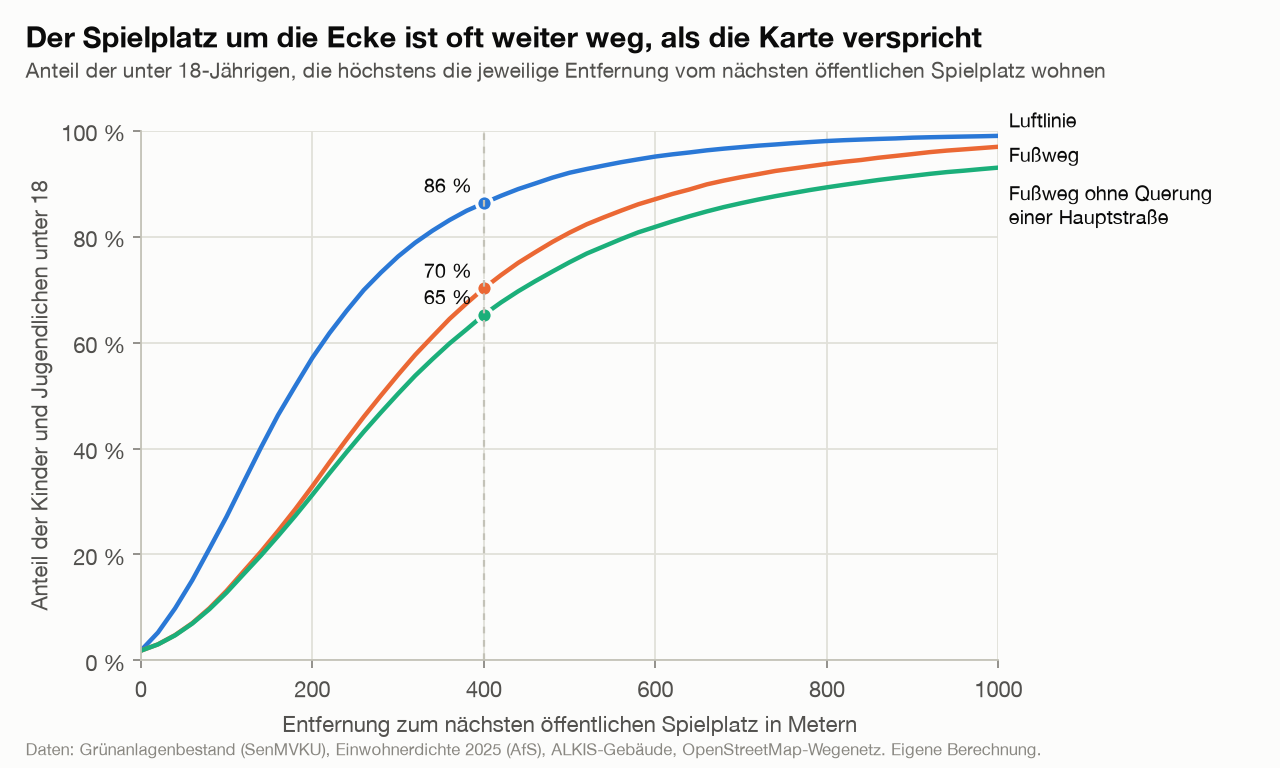 Der Spielplatz um die Ecke ist oft weiter weg, als die Karte verspricht
Anteil der unter 18-Jährigen, die höchstens die jeweilige Entfernung vom nächsten öffentlichen Spielplatz wohnen
Anteil der Kinder und Jugendlichen unter 18
100 %
80 %
60 %
40 %
20 %
0 %
86 %
70 %
65 %
Luftlinie
Fußweg
Fußweg ohne Querung
einer Hauptstraße
0 200 400 600 800 1000
Entfernung zum nächsten öffentlichen Spielplatz in Metern
Daten: Grünanlagenbestand (SenMVKU), Einwohnerdichte 2025 (AfS), ALKIS-Gebäude, OpenStreetMap-Wegenetz. Eigene Berechnung.